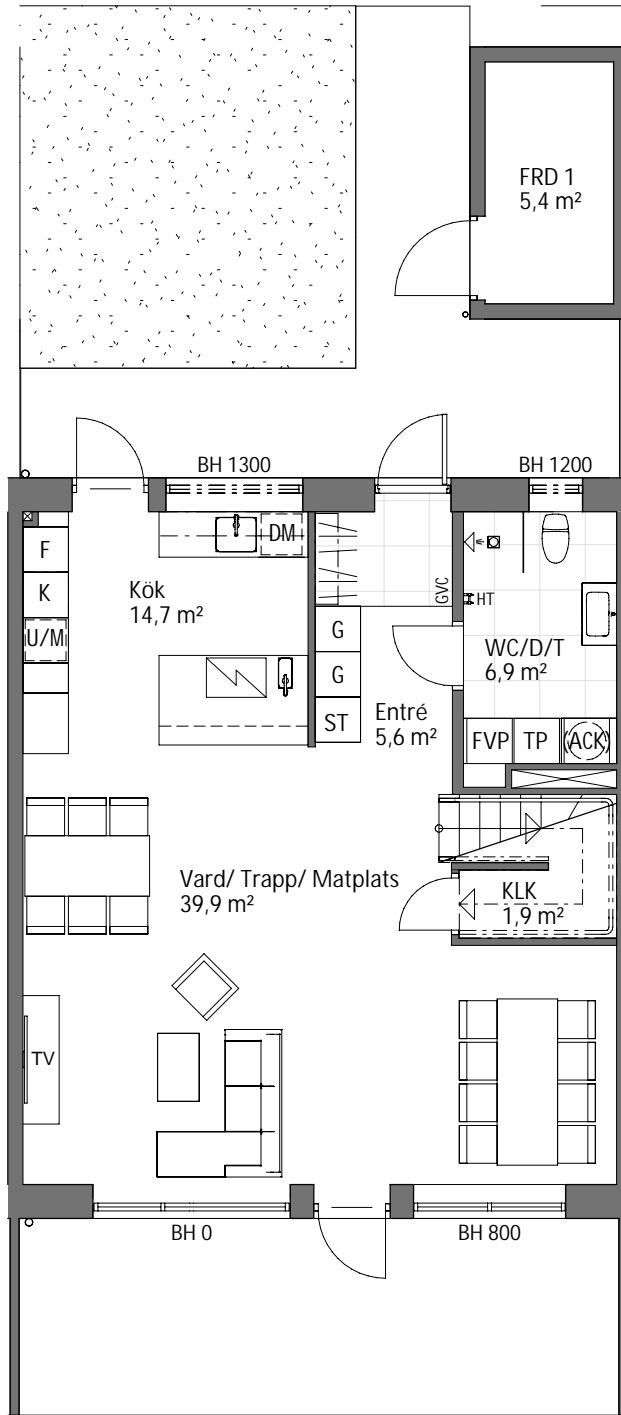 FRD 1
5,4 m²
BH 1300
BH 1200
DM
F
K
U/M
Kök
14,7 m²
GVC
HT
G
G
ST
WC/D/T
6,9 m²
Entré
5,6 m²
FVP
TP
(ACK)
Vard/ Trapp/ Matplats
39,9 m²
KLK
1,9 m²
TV
BH 0
BH 800